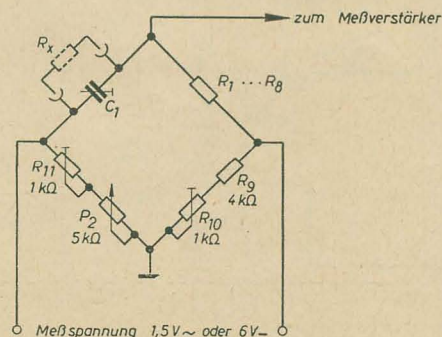 zum Meßverstärker
Rx
R1 ··· R8
C1
R11
1kΩ
R9
4kΩ
P2
5kΩ
R10
1kΩ
Meßspannung 1,5V~ oder 6V–